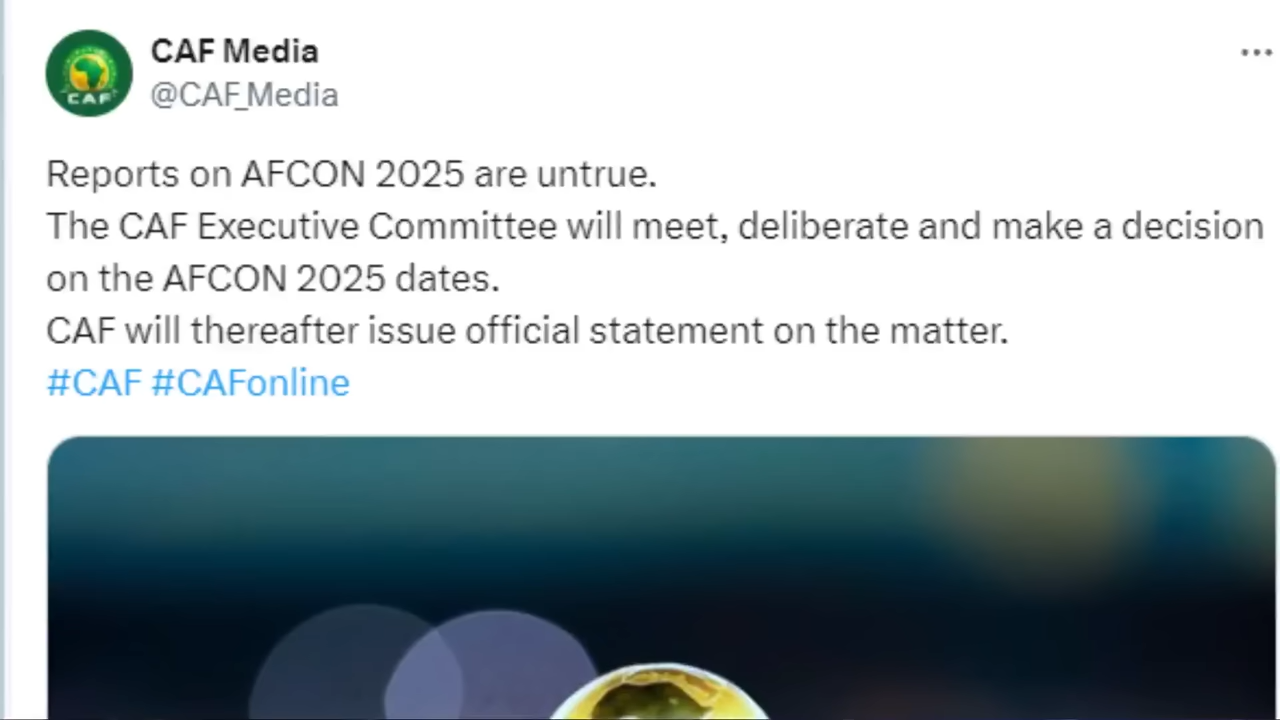 CAF
CAF Media
@CAF_Media
Reports on AFCON 2025 are untrue.
The CAF Executive Committee will meet, deliberate and make a decision
on the AFCON 2025 dates.
CAF will thereafter issue official statement on the matter.
#CAF #CAFonline